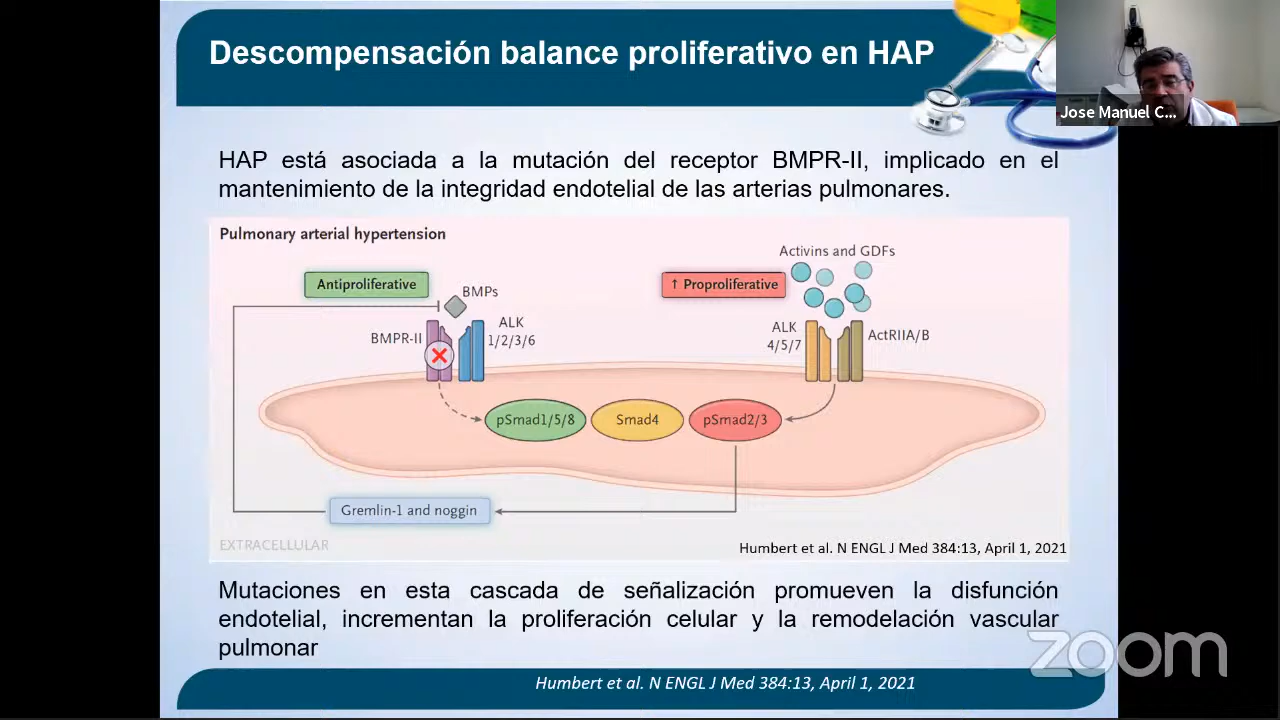 Descompensación balance proliferativo en HAP
Jose Manuel C...
HAP está asociada a la mutación del receptor BMPR-II, implicado en el
mantenimiento de la integridad endotelial de las arterias pulmonares.
Pulmonary arterial hypertension
Activins and GDFs
Antiproliferative
↑ Proproliferative
BMPs
ALK
1/2/3/6
BMPR-II
ALK
4/5/7
ActRIIA/B
pSmad1/5/8
Smad4
pSmad2/3
Gremlin-1 and noggin
EXTRACELLULAR
Humbert et al. N ENGL J Med 384:13, April 1, 2021
Mutaciones en esta cascada de señalización promueven la disfunción
endotelial, incrementan la proliferación celular y la remodelación vascular
pulmonar
zoom
Humbert et al. N ENGL J Med 384:13, April 1, 2021